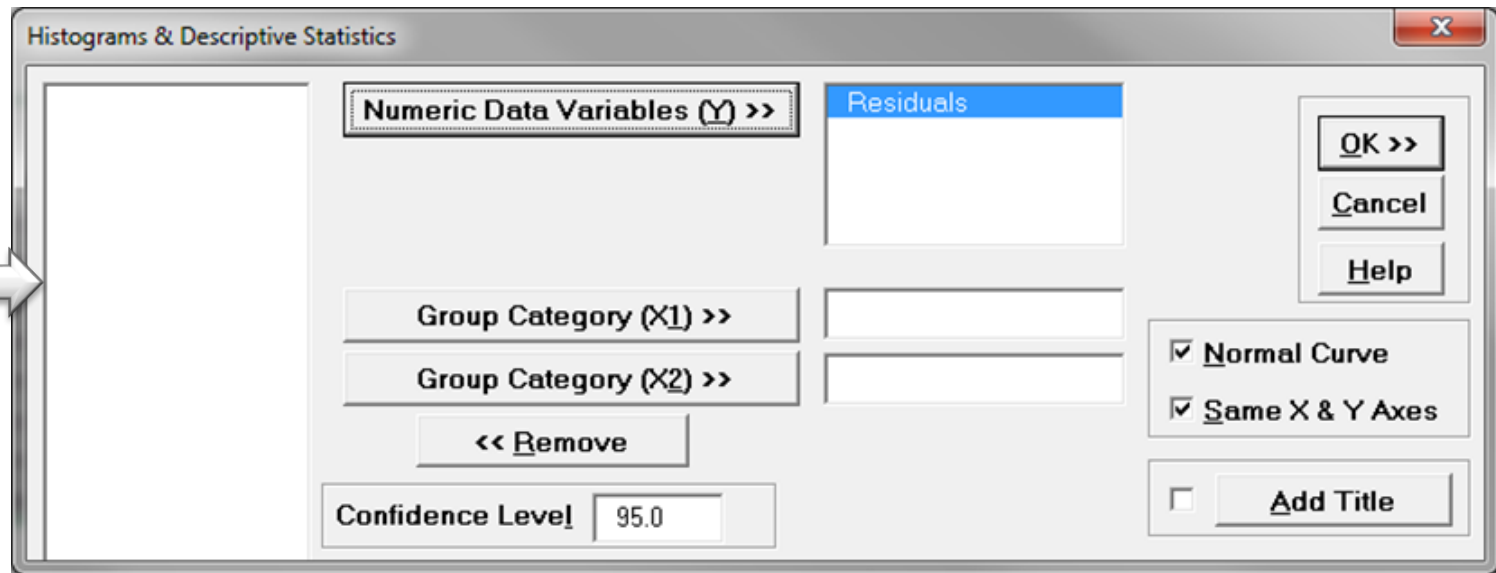 Histograms & Descriptive Statistics
x
Numeric Data Variables (Y) >>
Residuals
OK >>
Cancel
Help
Group Category (X1) >>
Group Category (X2) >>
<< Remove
Normal Curve
Same X & Y Axes
Confidence Level 95.0
Add Title